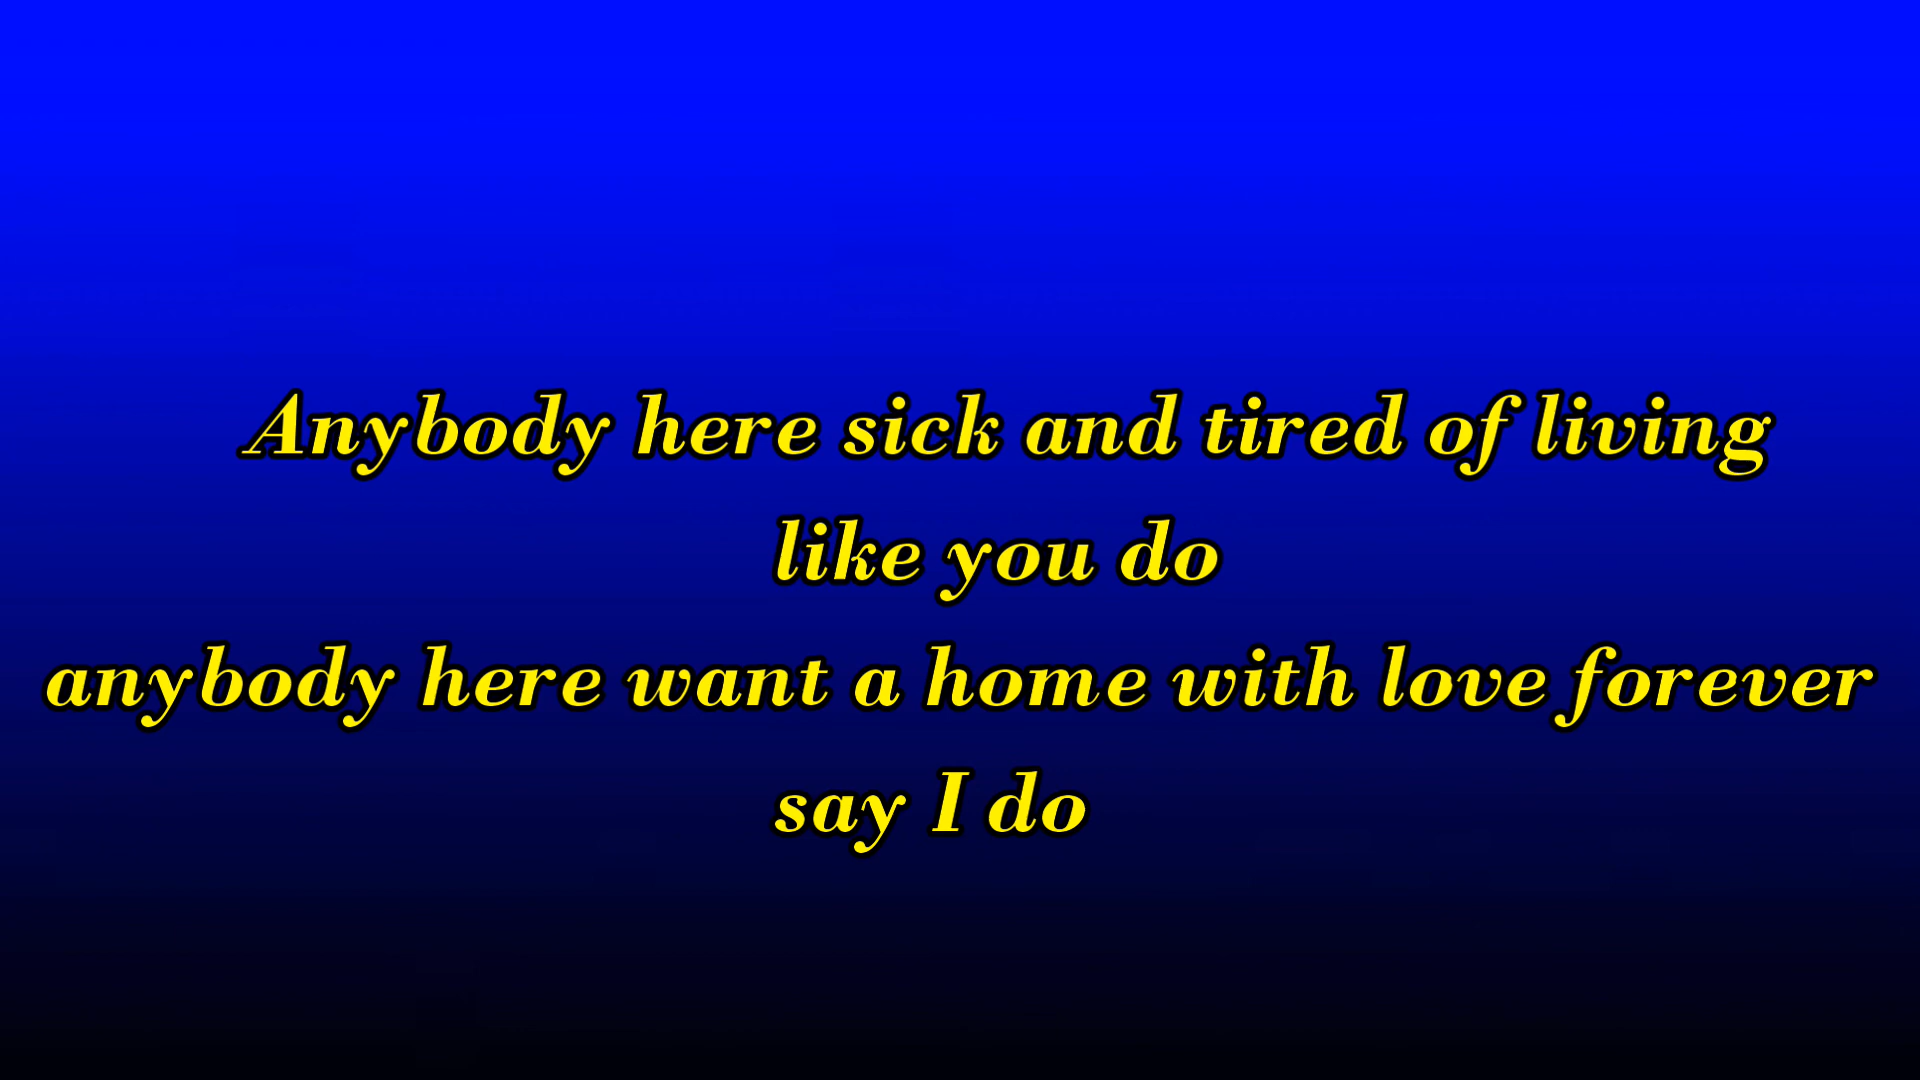 Anybody here sick and tired of living
like you do
anybody here want a home with love forever
say I do